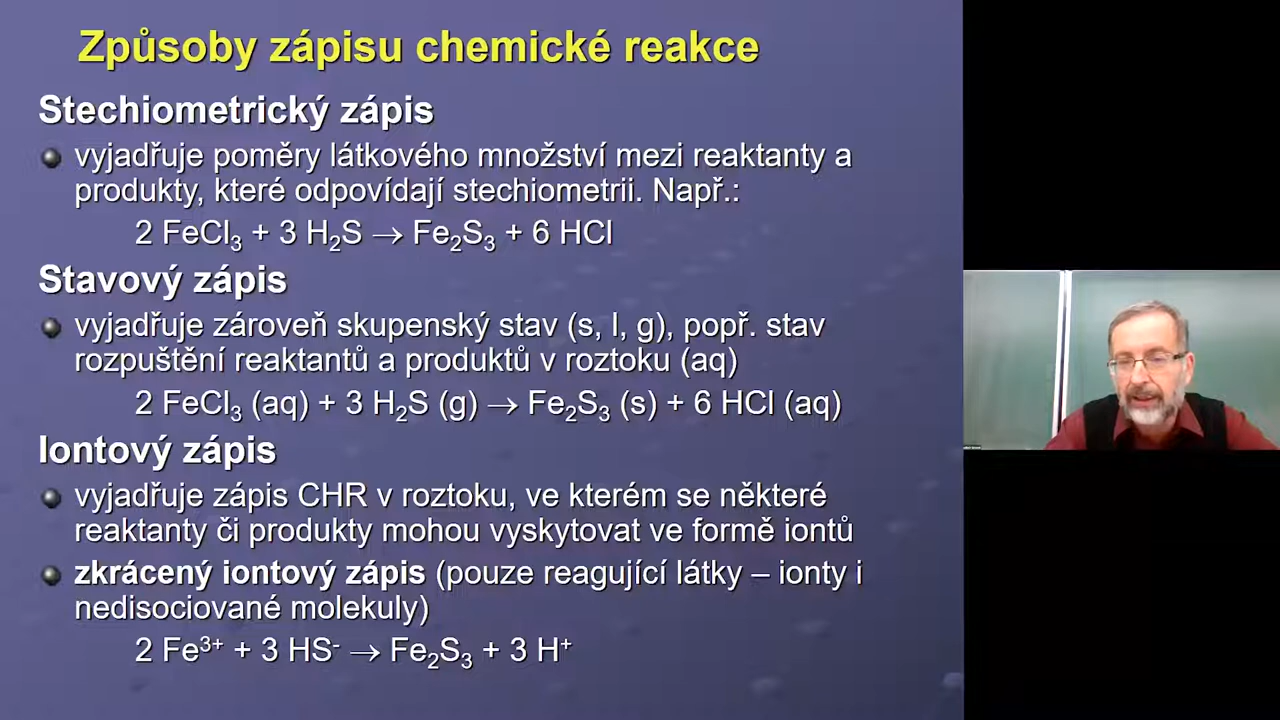 Způsoby zápisu chemické reakce
Stechiometrický zápis
vyjadřuje poměry látkového množství mezi reaktanty a
produkty, které odpovídají stechiometrii. Např.:
2 FeCl₃ + 3 H₂S → Fe₂S₃ + 6 HCl
Stavový zápis
vyjadřuje zároveň skupenský stav (s, l, g), popř. stav
rozpuštění reaktantů a produktů v roztoku (aq)
2 FeCl₃ (aq) + 3 H₂S (g) → Fe₂S₃ (s) + 6 HCl (aq)
Iontový zápis
vyjadřuje zápis CHR v roztoku, ve kterém se některé
reaktanty či produkty mohou vyskytovat ve formě iontů
zkrácený iontový zápis (pouze reagující látky – ionty i
nedisociované molekuly)
2 Fe³⁺ + 3 HS⁻ → Fe₂S₃ + 3 H⁺